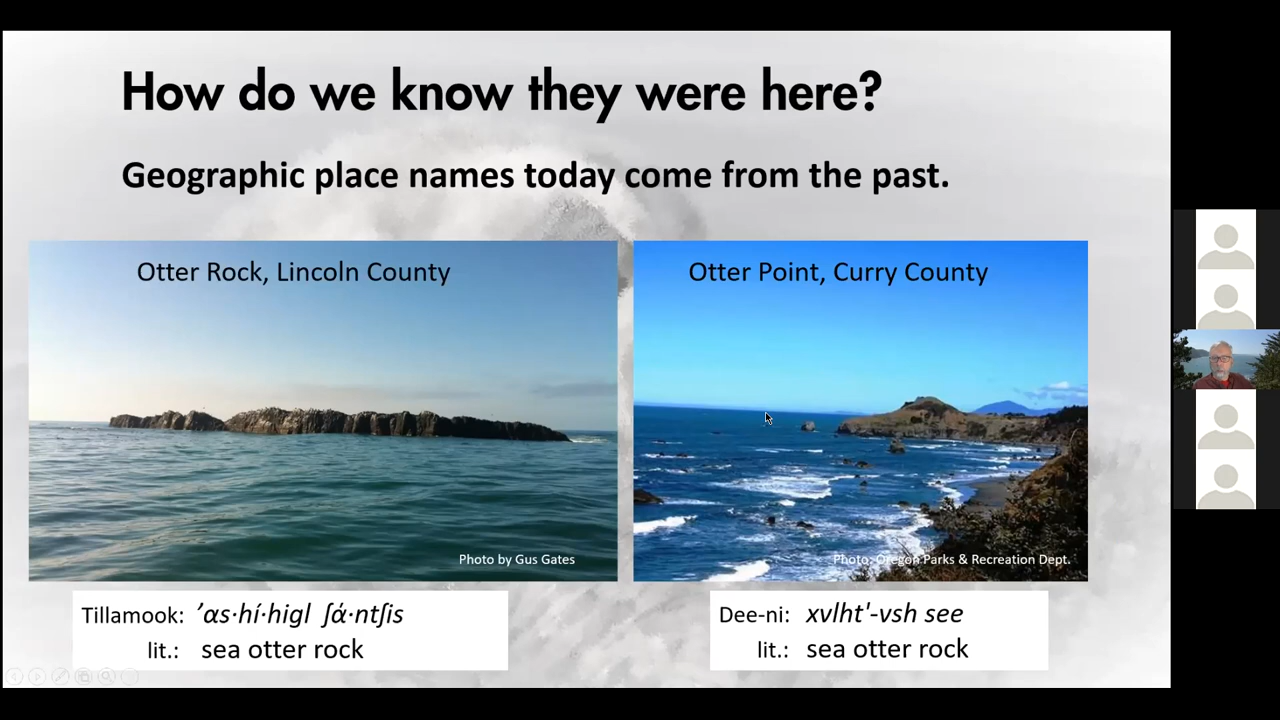 How do we know they were here?
Geographic place names today come from the past.
Otter Rock, Lincoln County
Photo by Gus Gates
Tillamook: ’ɑs·hí·higl ʃɑ́·ntʃis
lit.: sea otter rock
Otter Point, Curry County
Photo: Oregon Parks & Recreation Dept.
Dee-ni: xvlht'-vsh see
lit.: sea otter rock